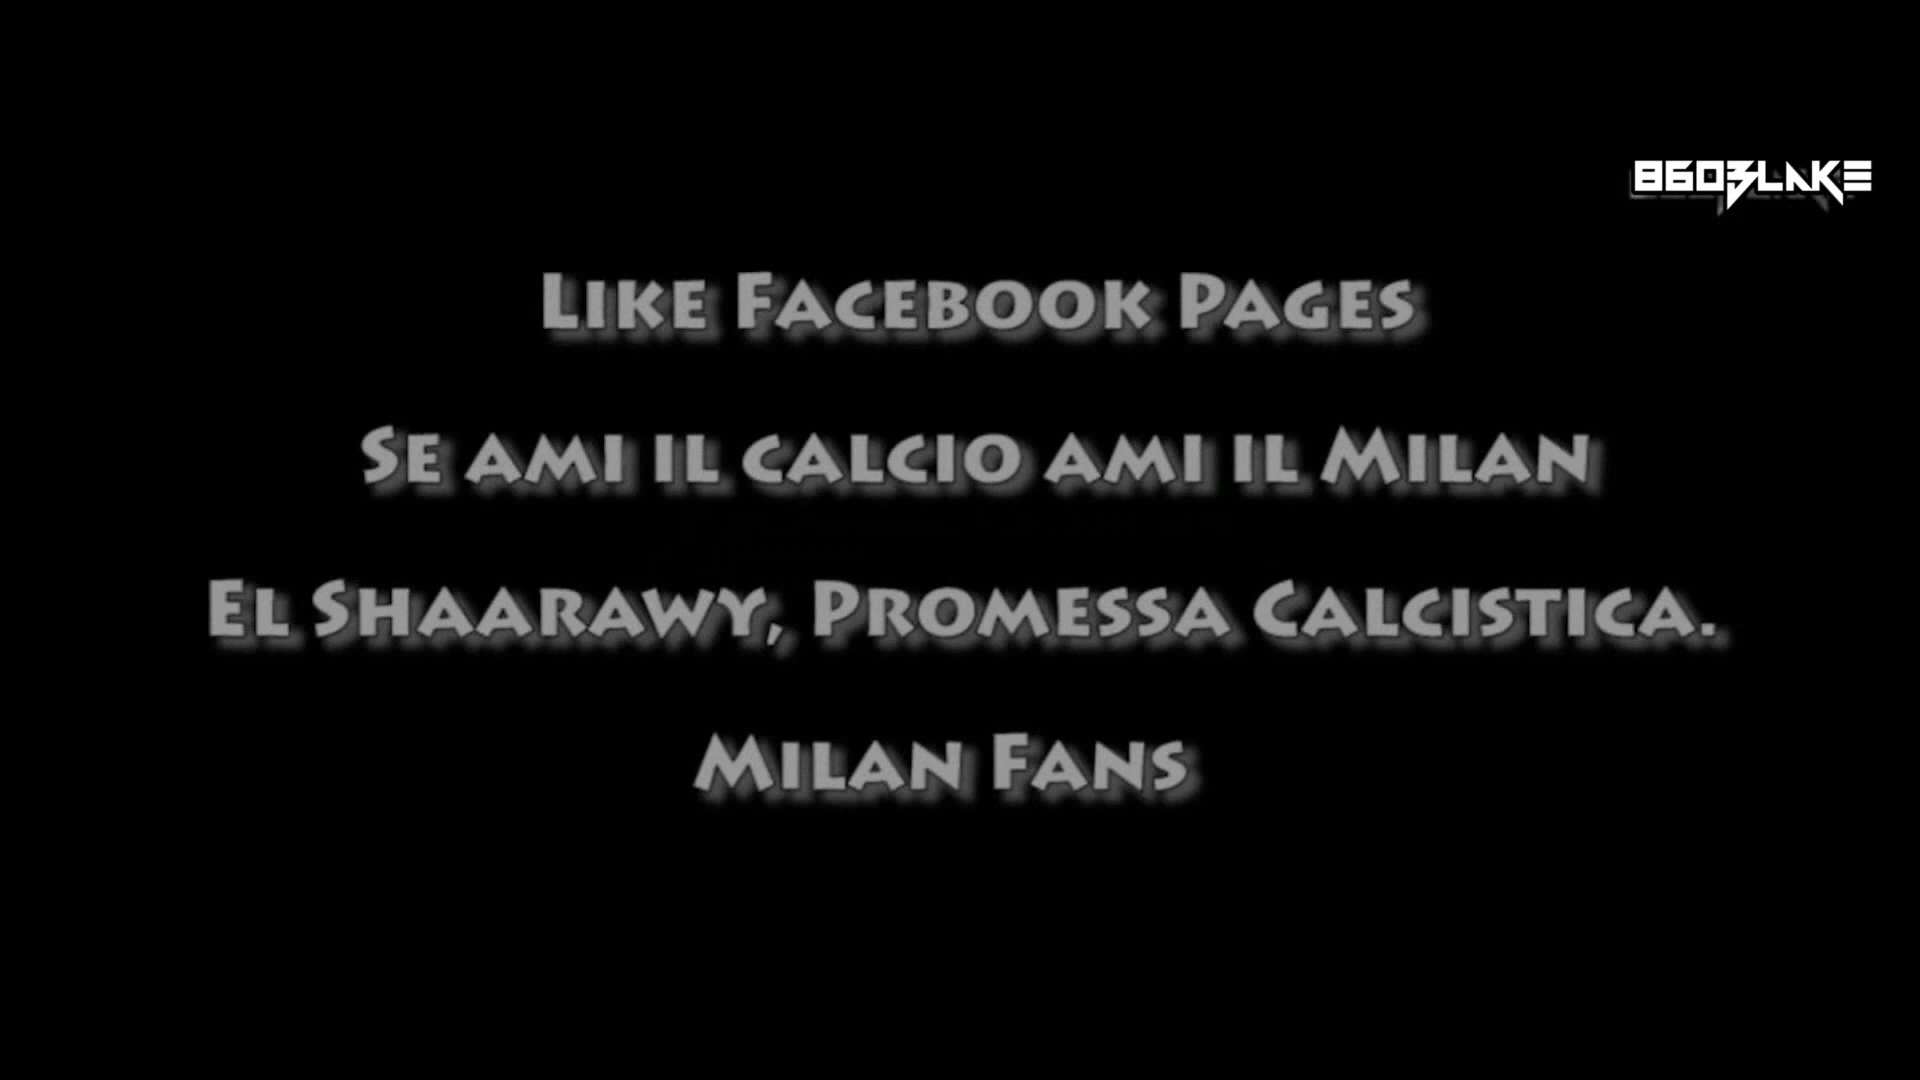 860BLAKE
Like Facebook Pages
Se ami il calcio ami il Milan
El Shaarawy, Promessa Calcistica.
Milan Fans